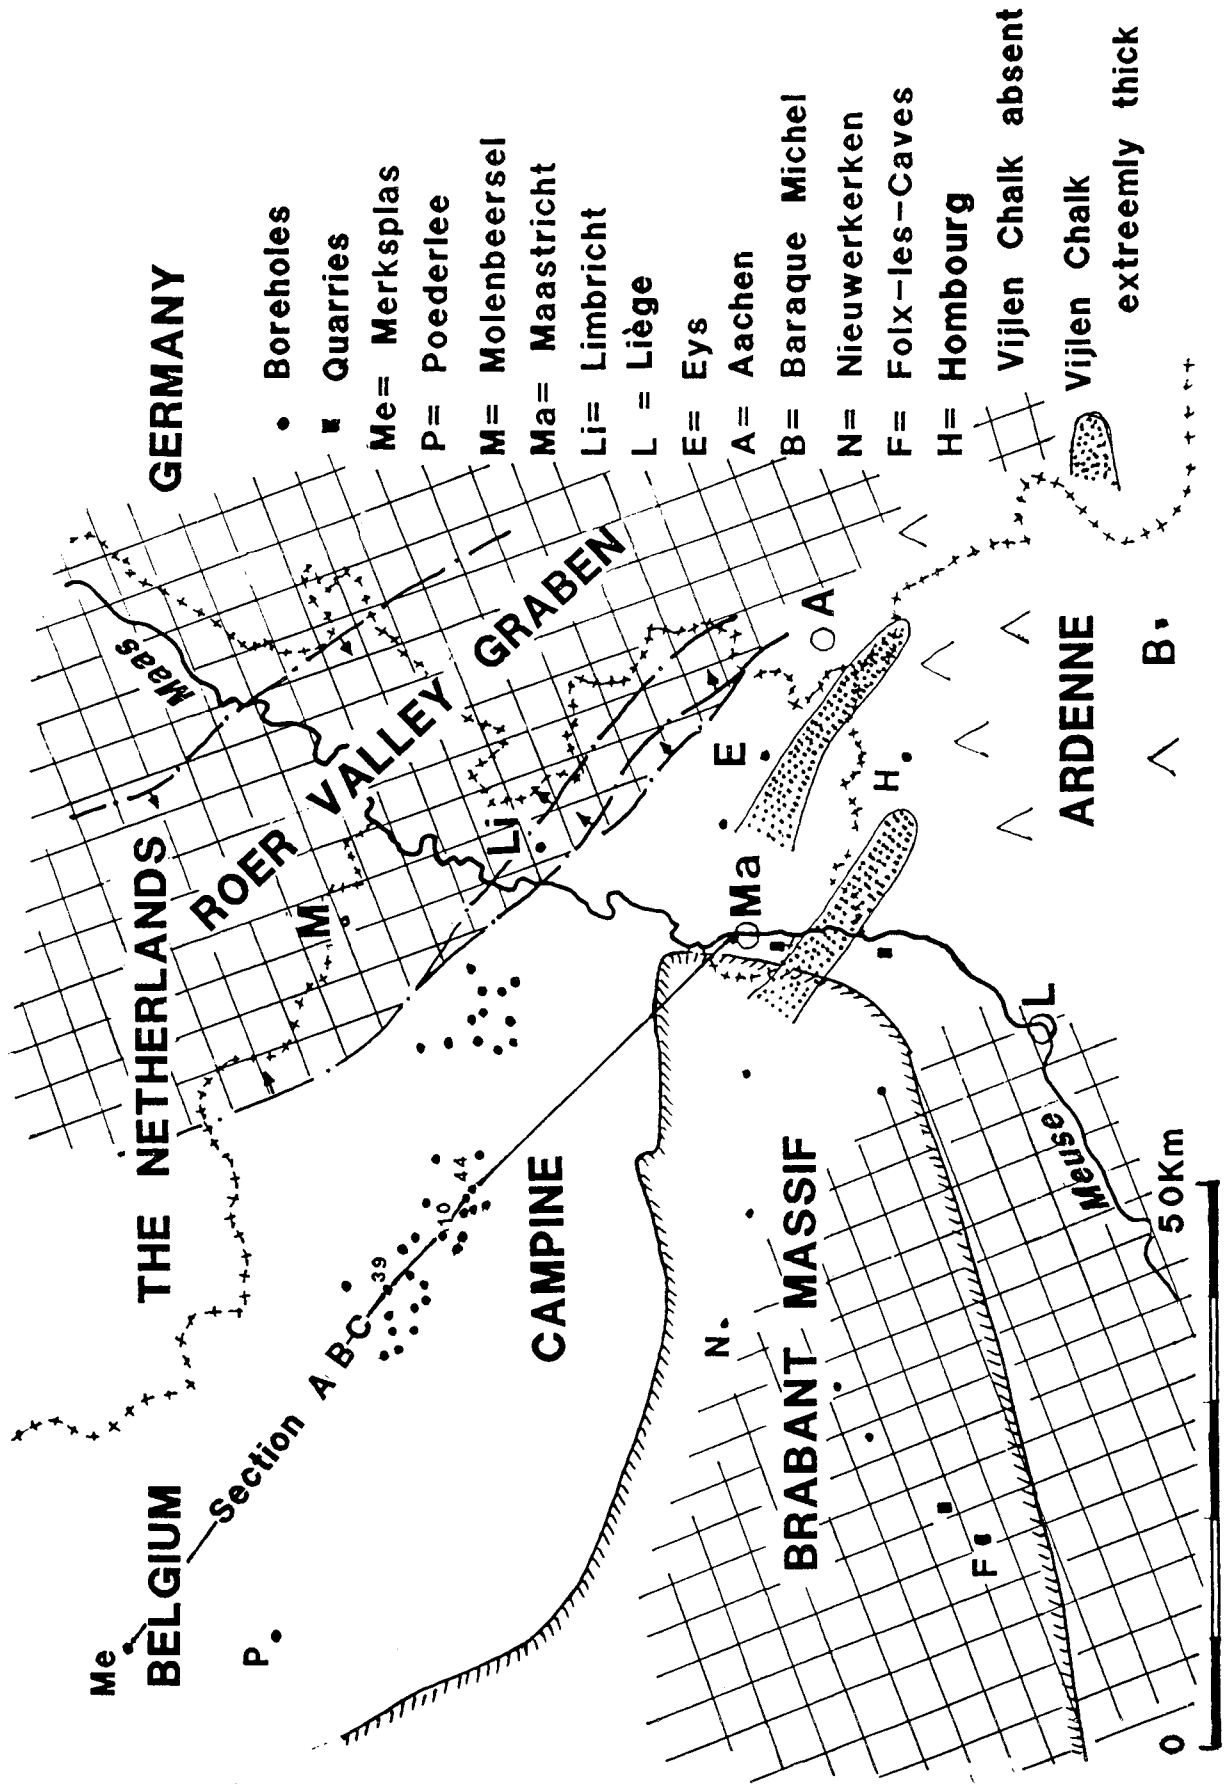 THE NETHERLANDS
GERMANY
BELGIUM
Maas
ROER VALLEY GRABEN
Me
P
Section A B-C
39
10
44
M
Li
CAMPINE
E
A
Ma
H
N
BRABANT MASSIF
F
L
Meuse
ARDENNE
B
0
50Km
Boreholes
Quarries
Me= Merksplas
P= Poederlee
M= Molenbeersel
Ma= Maastricht
Li= Limbricht
L = Liège
E= Eys
A= Aachen
B= Baraque Michel
N= Nieuwerkerken
F= Folx-les-Caves
H= Hombourg
Vijlen Chalk absent
Vijlen Chalk
extreemly thick